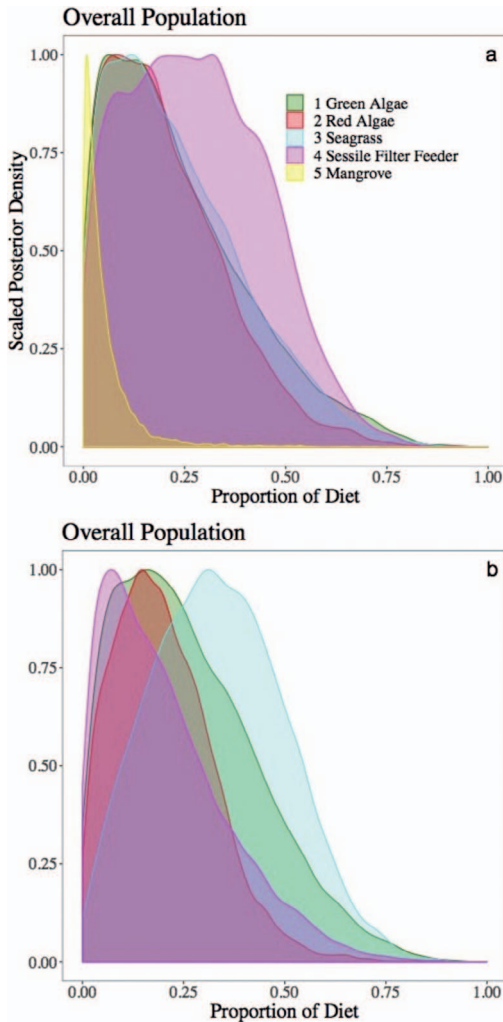 Overall Population
a
1.00
1 Green Algae
2 Red Algae
3 Seagrass
4 Sessile Filter Feeder
5 Mangrove
0.75
Scaled Posterior Density
0.50
0.25
0.00
0.00 0.25 0.50 0.75 1.00
Proportion of Diet
Overall Population
b
1.00
0.75
0.50
0.25
0.00
0.00 0.25 0.50 0.75 1.00
Proportion of Diet